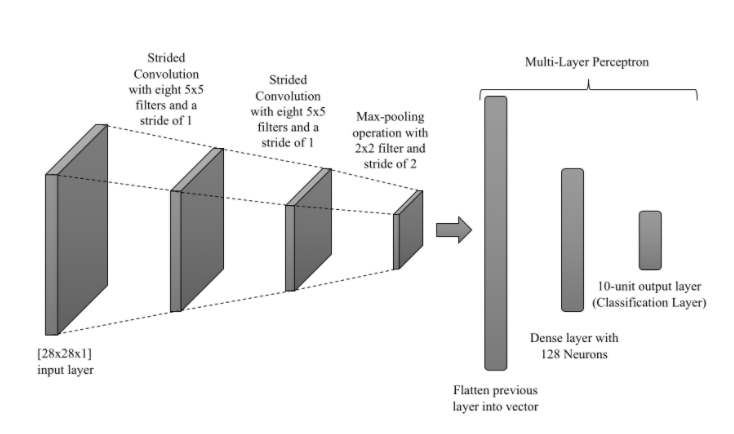 Strided
Convolution
with eight 5x5
filters and a
stride of 1
Strided
Convolution
with eight 5x5
filters and a
stride of 1
Max-pooling
operation with
2x2 filter and
stride of 2
Multi-Layer Perceptron
[28x28x1]
input layer
Flatten previous
layer into vector
Dense layer with
128 Neurons
10-unit output layer
(Classification Layer)